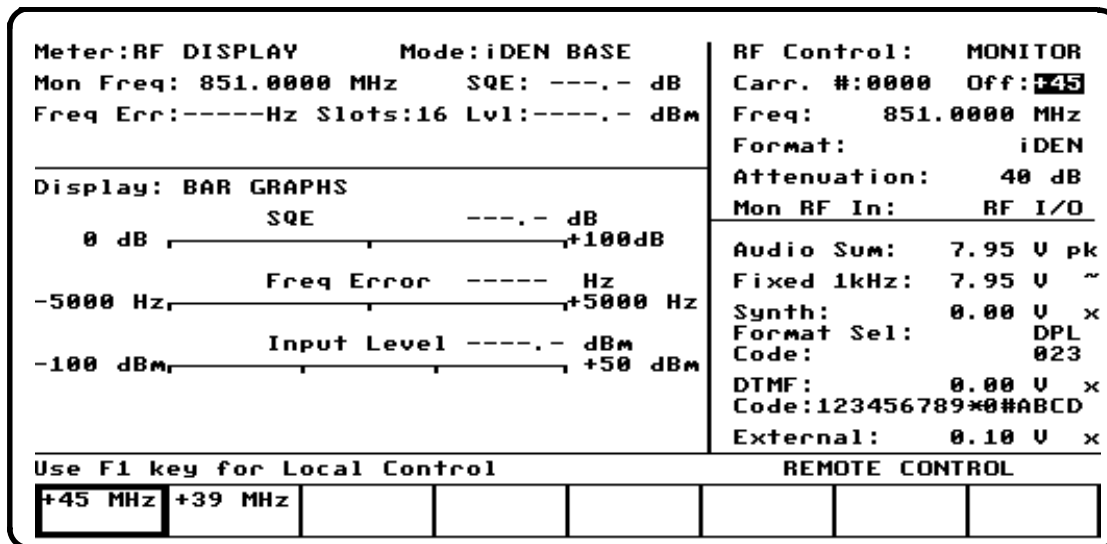 Meter:RF DISPLAY Mode:iDEN BASE
Mon Freq: 851.0000 MHz SQE: ---.- dB
Freq Err:-----Hz Slots:16 Lvl:----.- dBm
Display: BAR GRAPHS
SQE ---.- dB
0 dB +100dB
Freq Error ----- Hz
-5000 Hz +5000 Hz
Input Level ----.- dBm
-100 dBm +50 dBm
RF Control: MONITOR
Carr. #:0000 Off:+45
Freq: 851.0000 MHz
Format: iDEN
Attenuation: 40 dB
Mon RF In: RF I/O
Audio Sum: 7.95 V pk
Fixed 1kHz: 7.95 V ~
Synth: 0.00 V x
Format Sel: DPL
Code: 023
DTMF: 0.00 V x
Code:123456789*0#ABCD
External: 0.10 V x
Use F1 key for Local Control REMOTE CONTROL
+45 MHz +39 MHz